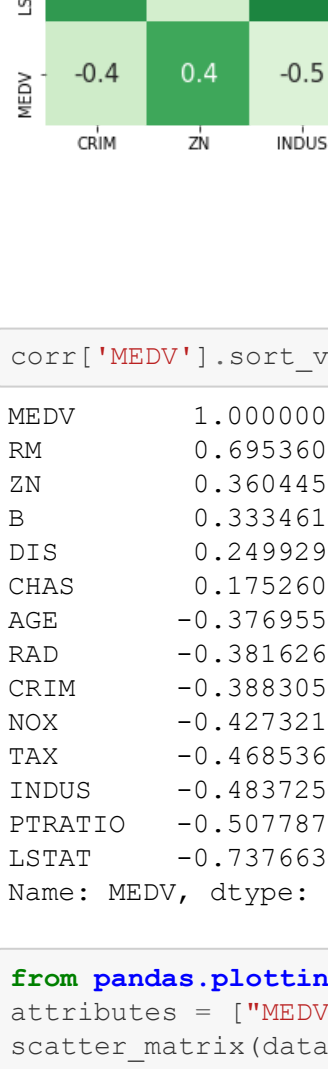 LS
MEDV -0.4 0.4 -0.5
CRIM ZN INDUS
corr['MEDV'].sort_v
MEDV 1.000000
RM 0.695360
ZN 0.360445
B 0.333461
DIS 0.249929
CHAS 0.175260
AGE -0.376955
RAD -0.381626
CRIM -0.388305
NOX -0.427321
TAX -0.468536
INDUS -0.483725
PTRATIO -0.507787
LSTAT -0.737663
Name: MEDV, dtype:
from pandas.plottin
attributes = ["MEDV
scatter_matrix(data